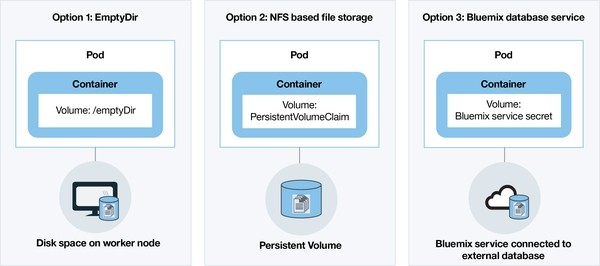 Option 1: EmptyDir
Pod
Container
Volume: /emptyDir
Disk space on worker node
Option 2: NFS based file storage
Pod
Container
Volume:
PersistentVolumeClaim
Persistent Volume
Option 3: Bluemix database service
Pod
Container
Volume:
Bluemix service secret
Bluemix service connected to
external database